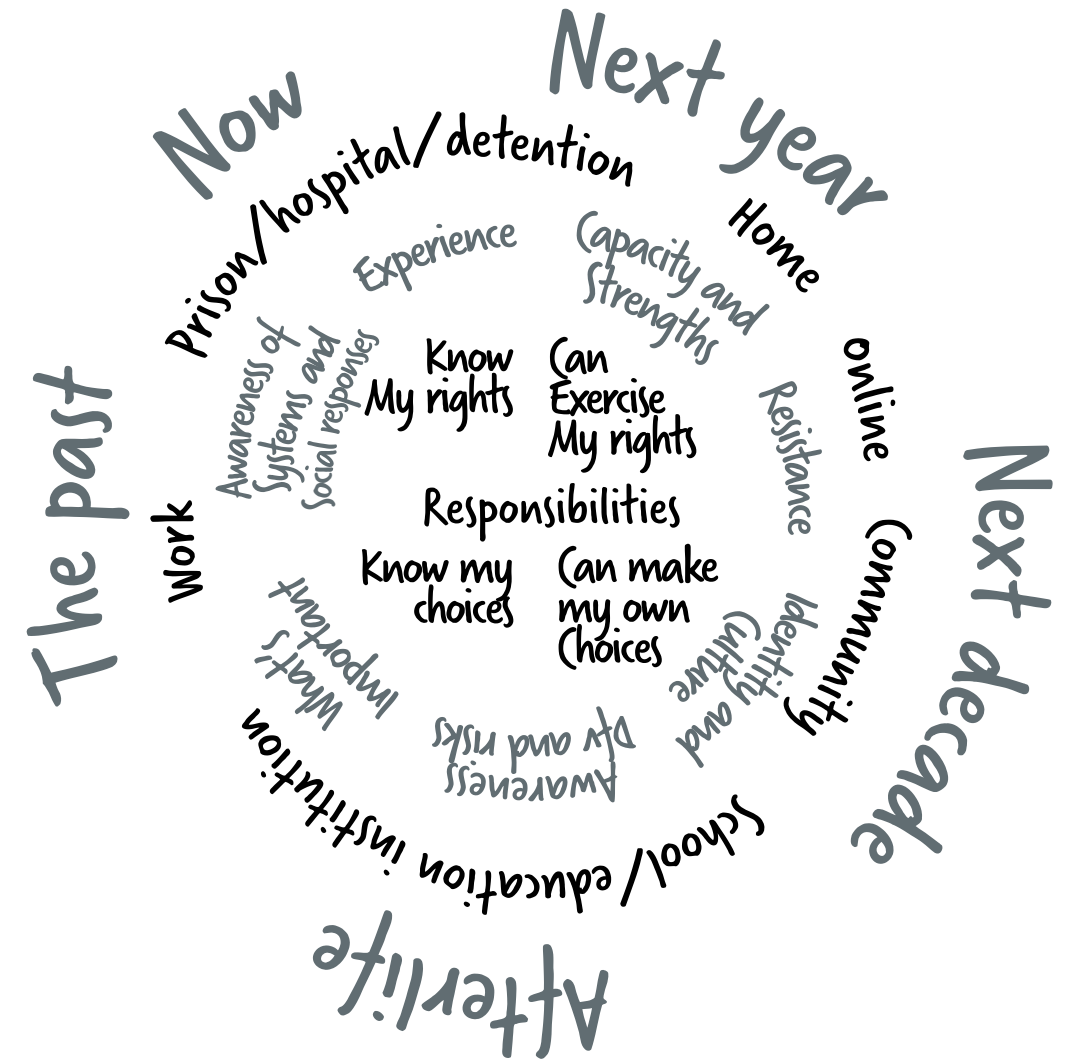 Now
Next year
Next decade
Afterlife
The past
Prison/hospital/detention
Home
online
Community
School/education institution
Work
Experience
Capacity and
Strengths
Resistance
Identity and
Culture
Awareness
Dfv and risks
What's
Important
Awareness of
Systems and
Social responses
Know
My rights
Can
Exercise
My rights
Responsibilities
Know my
choices
Can make
my own
Choices